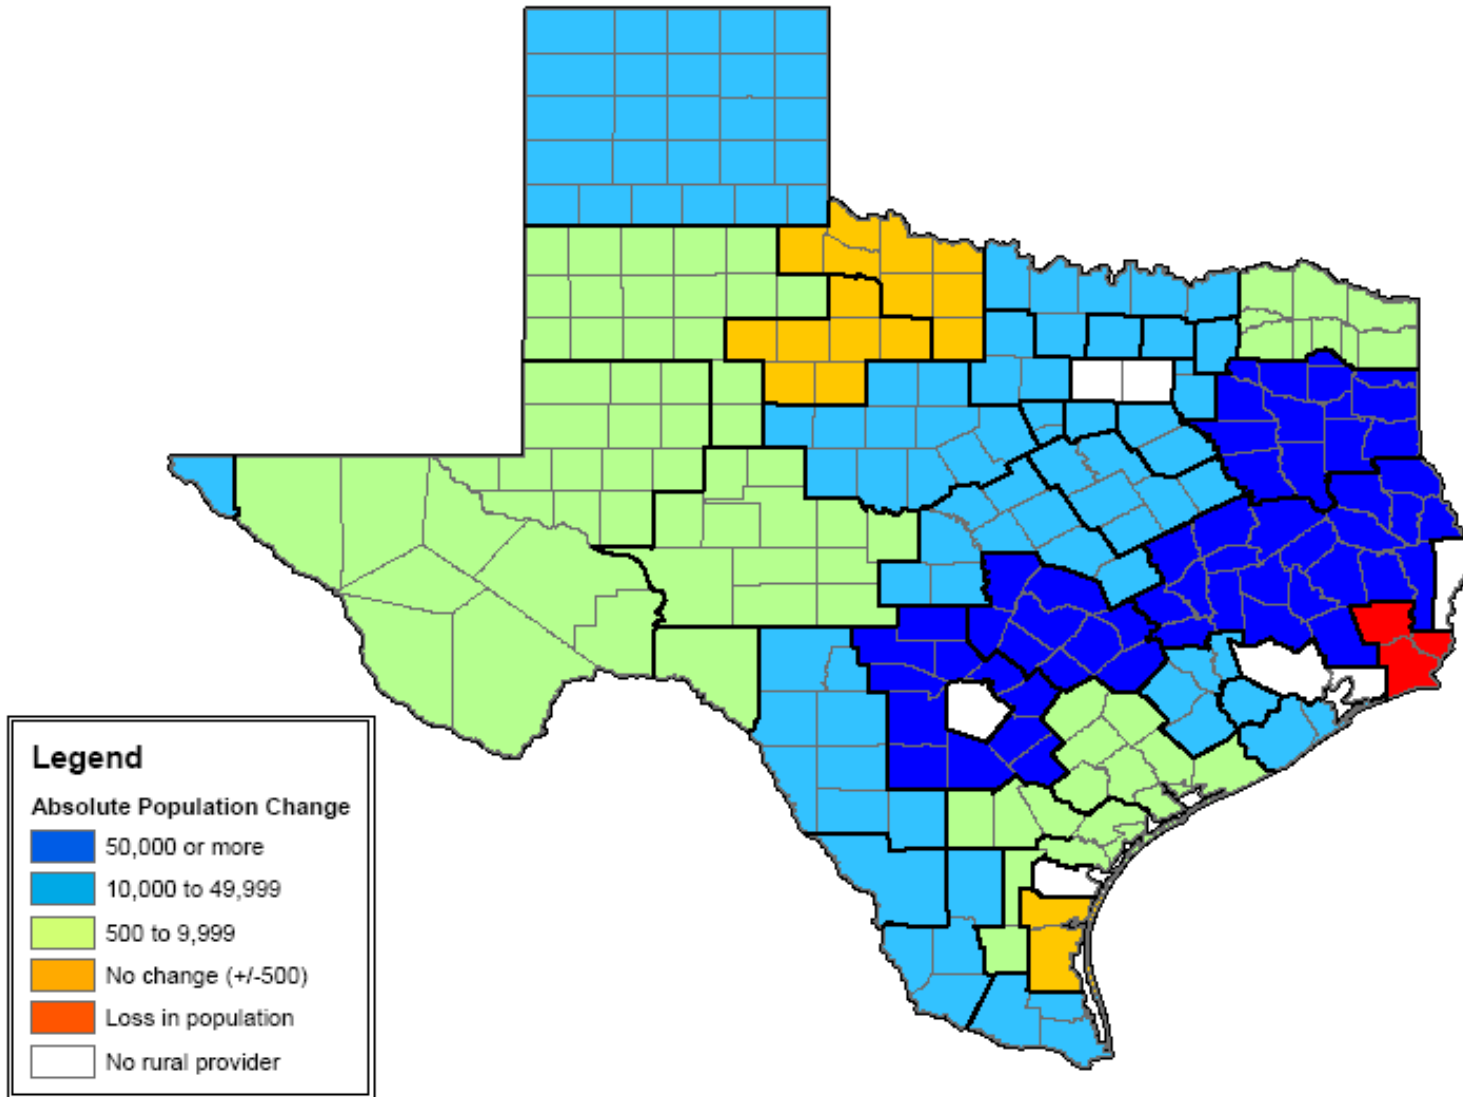 Legend
Absolute Population Change
50,000 or more
10,000 to 49,999
500 to 9,999
No change (+/-500)
Loss in population
No rural provider